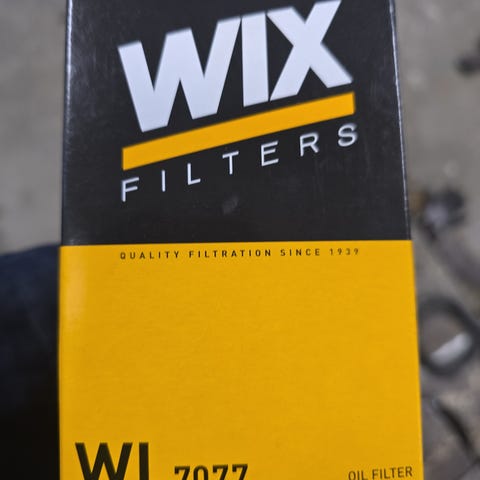 WIX
FILTERS
QUALITY FILTRATION SINCE 1939
WL 7077 OIL FILTER